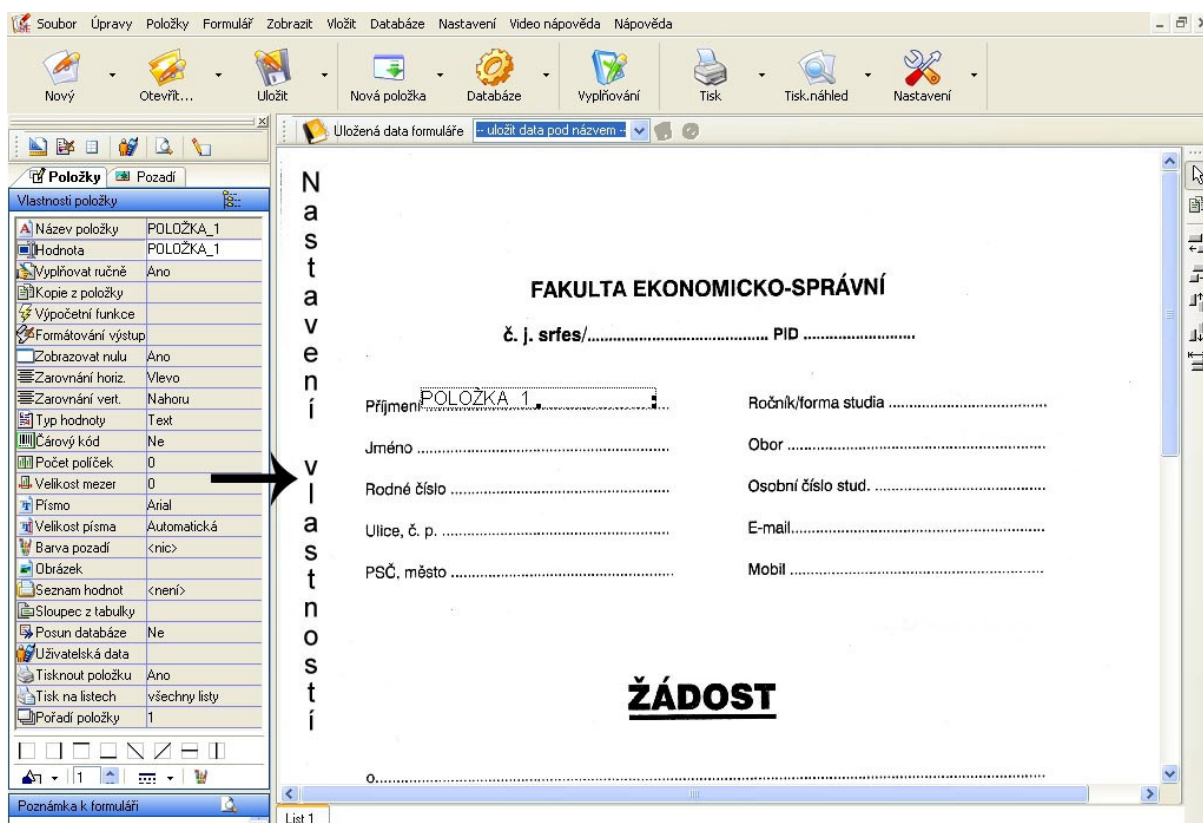 Soubor Úpravy Položky Formulář Zobrazit Vložit Databáze Nastavení Video nápověda Nápověda
Nový Otevřít... Uložit Nová položka Databáze Vyplňování Tisk Tisk.náhled Nastavení
Uložená data formuláře -- uložit data pod názvem --
Položky Pozadí
Vlastnosti položky
Název položky POLOŽKA_1
Hodnota POLOŽKA_1
Vyplňovat ručně Ano
Kopie z položky
Výpočetní funkce
Formátování výstup
Zobrazovat nulu Ano
Zarovnání horiz. Vlevo
Zarovnání vert. Nahoru
Typ hodnoty Text
Čárový kód Ne
Počet políček 0
Velikost mezer 0
Písmo Arial
Velikost písma Automatická
Barva pozadí <nic>
Obrázek
Seznam hodnot <není>
Sloupec z tabulky
Posun databáze Ne
Uživatelská data
Tisknout položku Ano
Tisk na listech všechny listy
Pořadí položky 1
1
Poznámka k formuláři
Nastavení vlastností
FAKULTA EKONOMICKO-SPRÁVNÍ
č. j. srfes/............................................. PID ............................
Příjmení POLOŽKA_1 Ročník/forma studia ........................................
Jméno ................................................................ Obor ................................................................
Rodné číslo ........................................................ Osobní číslo stud. ............................................
E-mail................................................................
Ulice, č. p. ..........................................................
PSČ, město ........................................................ Mobil ................................................................
ŽÁDOST
o................................................................................................................................
List 1